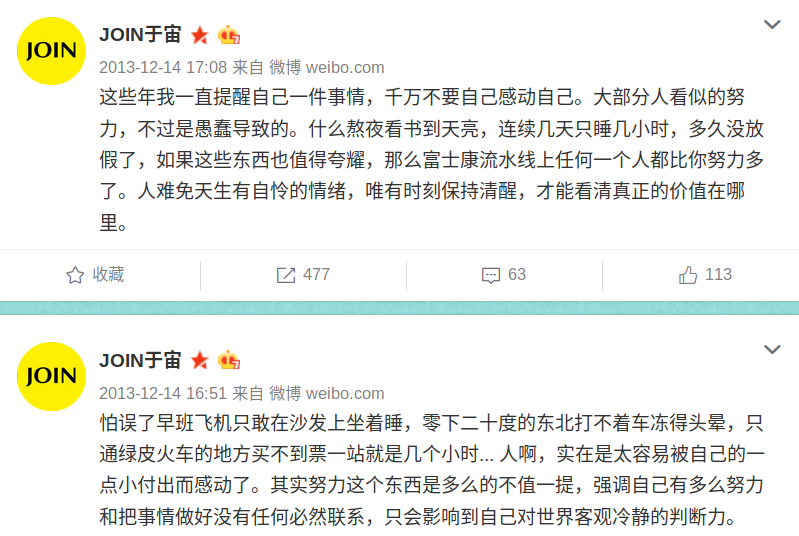 JOIN
JOIN于宙
2013-12-14 17:08 来自 微博 weibo.com
这些年我一直提醒自己一件事情，千万不要自己感动自己。大部分人看似的努
力，不过是愚蠢导致的。什么熬夜看书到天亮，连续几天只睡几小时，多久没放
假了，如果这些东西也值得夸耀，那么富士康流水线上任何一个人都比你努力多
了。人难免天生有自怜的情绪，唯有时刻保持清醒，才能看清真正的价值在哪
里。
收藏 477 63 113
JOIN
JOIN于宙
2013-12-14 16:51 来自 微博 weibo.com
怕误了早班飞机只敢在沙发上坐着睡，零下二十度的东北打不着车冻得头晕，只
通绿皮火车的地方买不到票一站就是几个小时... 人啊，实在是太容易被自己的一
点小付出而感动了。其实努力这个东西是多么的不值一提，强调自己有多么努力
和把事情做好没有任何必然联系，只会影响到自己对世界客观冷静的判断力。